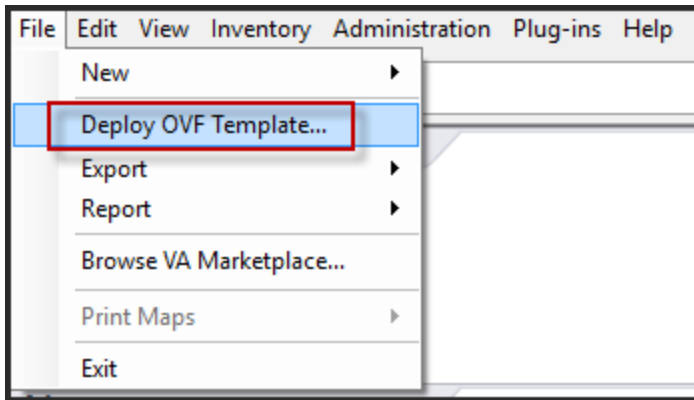 File Edit View Inventory Administration Plug-ins Help
New
Deploy OVF Template...
Export
Report
Browse VA Marketplace...
Print Maps
Exit